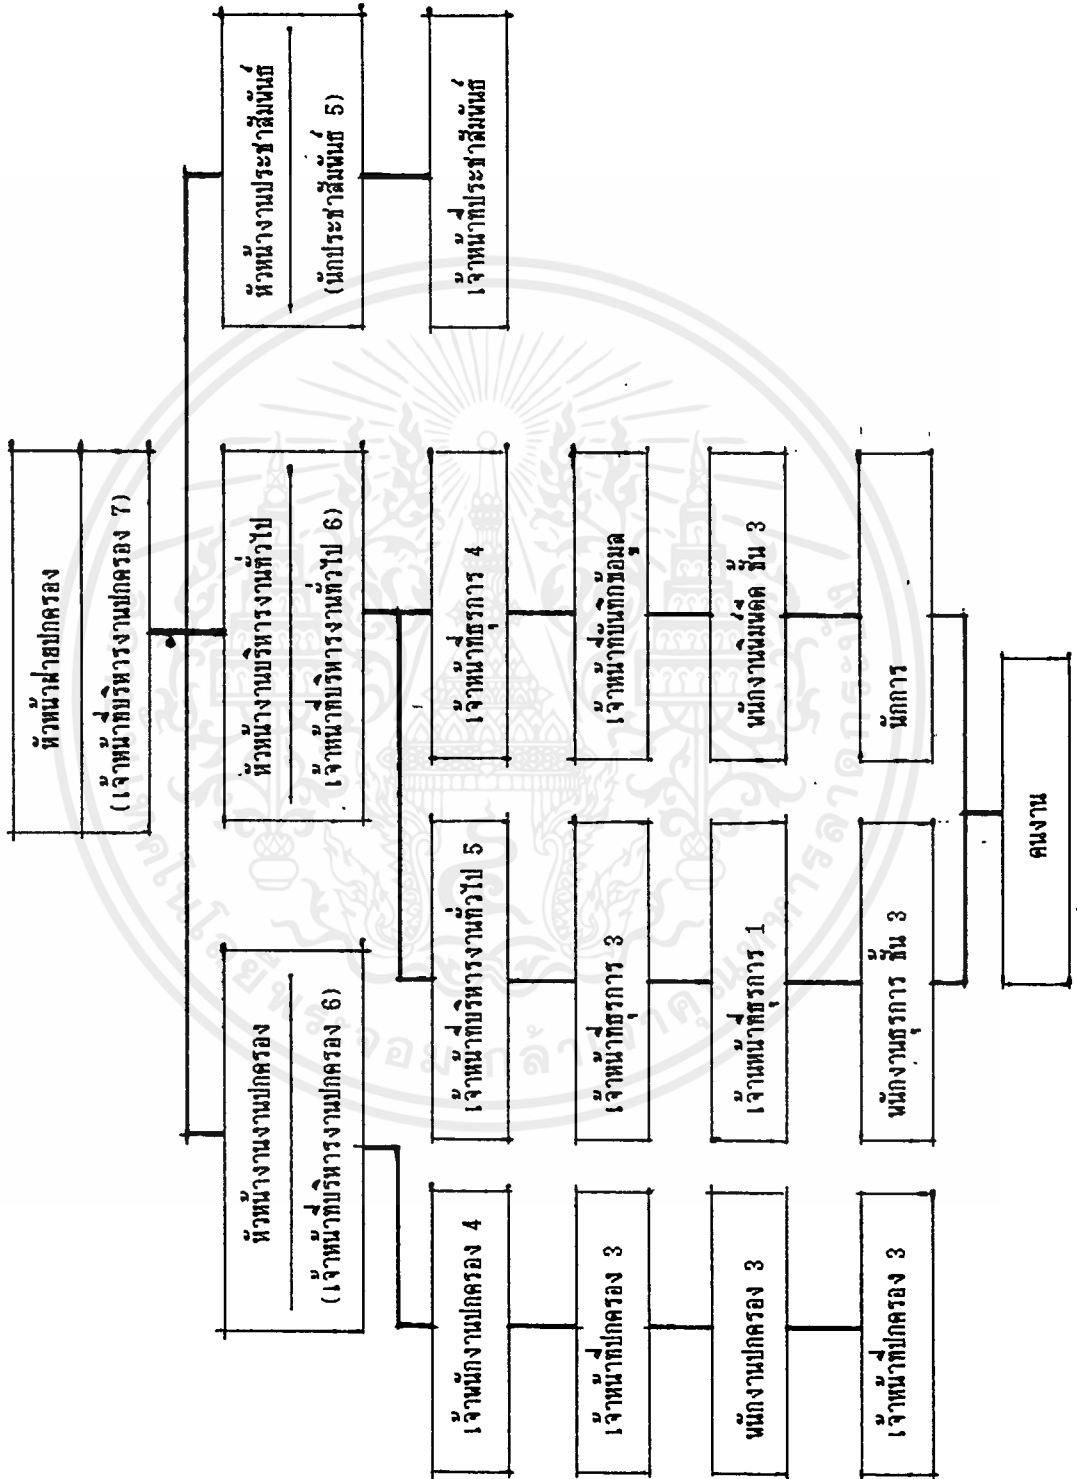 หัวหน้าฝ่ายปกครอง
(เจ้าหน้าที่บริหารงานปกครอง 7)
หัวหน้างานงานปกครอง
(เจ้าหน้าที่บริหารงานปกครอง 6)
หัวหน้างานบริหารงานทั่วไป
เจ้าหน้าที่บริหารงานทั่วไป 6)
หัวหน้างานประชาสัมพันธ์
(นักประชาสัมพันธ์ 5)
เจ้าพนักงานปกครอง 4
เจ้าหน้าที่บริหารงานทั่วไป 5
เจ้าหน้าที่ธุรการ 4
เจ้าหน้าที่ประชาสัมพันธ์
เจ้าหน้าที่ปกครอง 3
เจ้าหน้าที่ธุรการ 3
เจ้าหน้าที่บันทึกข้อมูล
พนักงานปกครอง 3
เจ้านหน้าที่ธุรการ 1
พนักงานพิมพ์ดีด ชั้น 3
เจ้าหน้าที่ปกครอง 3
พนักงานธุรการ ชั้น 3
นักการ
คนงาน